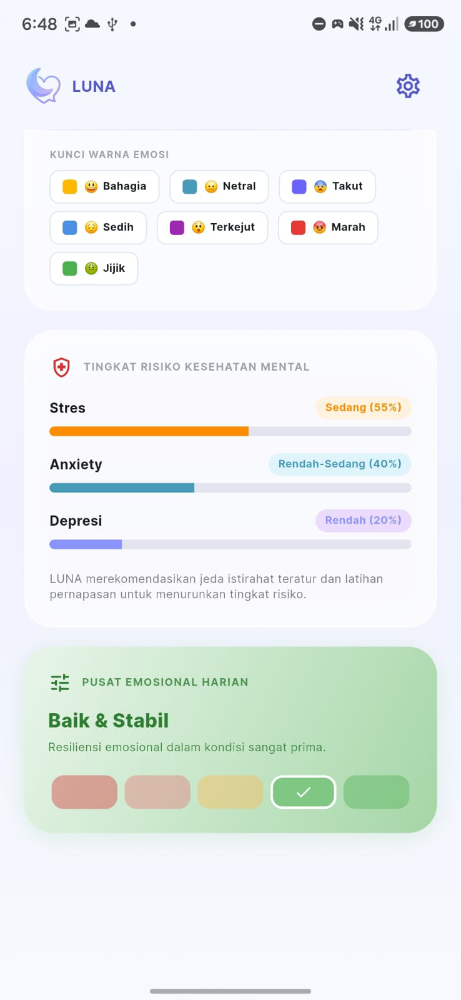 6:48
4G
100
LUNA
KUNCI WARNA EMOSI
Bahagia
Netral
Takut
Sedih
Terkejut
Marah
Jijik
TINGKAT RISIKO KESEHATAN MENTAL
Stres
Sedang (55%)
Anxiety
Rendah-Sedang (40%)
Depresi
Rendah (20%)
LUNA merekomendasikan jeda istirahat teratur dan latihan
pernapasan untuk menurunkan tingkat risiko.
PUSAT EMOSIONAL HARIAN
Baik & Stabil
Resiliensi emosional dalam kondisi sangat prima.